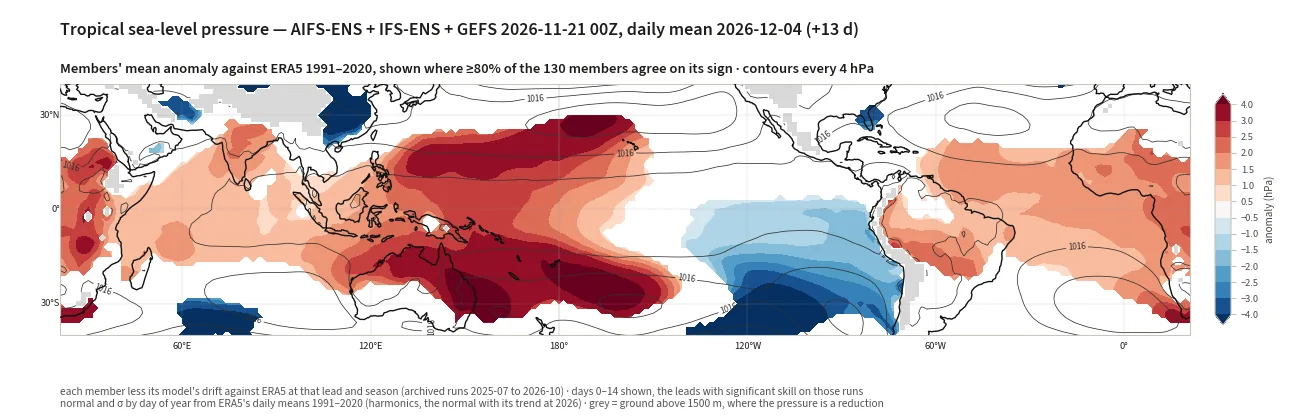 Tropical sea-level pressure — AIFS-ENS + IFS-ENS + GEFS 2026-11-21 00Z, daily mean 2026-12-04 (+13 d)
Members' mean anomaly against ERA5 1991–2020, shown where ≥80% of the 130 members agree on its sign · contours every 4 hPa
30°N
0°
30°S
60°E
120°E
180°
120°W
60°W
0°
1016
1016
1016
1016
1016
1016
1016
1016
1016
4.0
3.0
2.5
2.0
1.5
1.0
0.5
−0.5
−1.0
−1.5
−2.0
−2.5
−3.0
−4.0
anomaly (hPa)
each member less its model's drift against ERA5 at that lead and season (archived runs 2025-07 to 2026-10) · days 0–14 shown, the leads with significant skill on those runs
normal and σ by day of year from ERA5's daily means 1991–2020 (harmonics, the normal with its trend at 2026) · grey = ground above 1500 m, where the pressure is a reduction